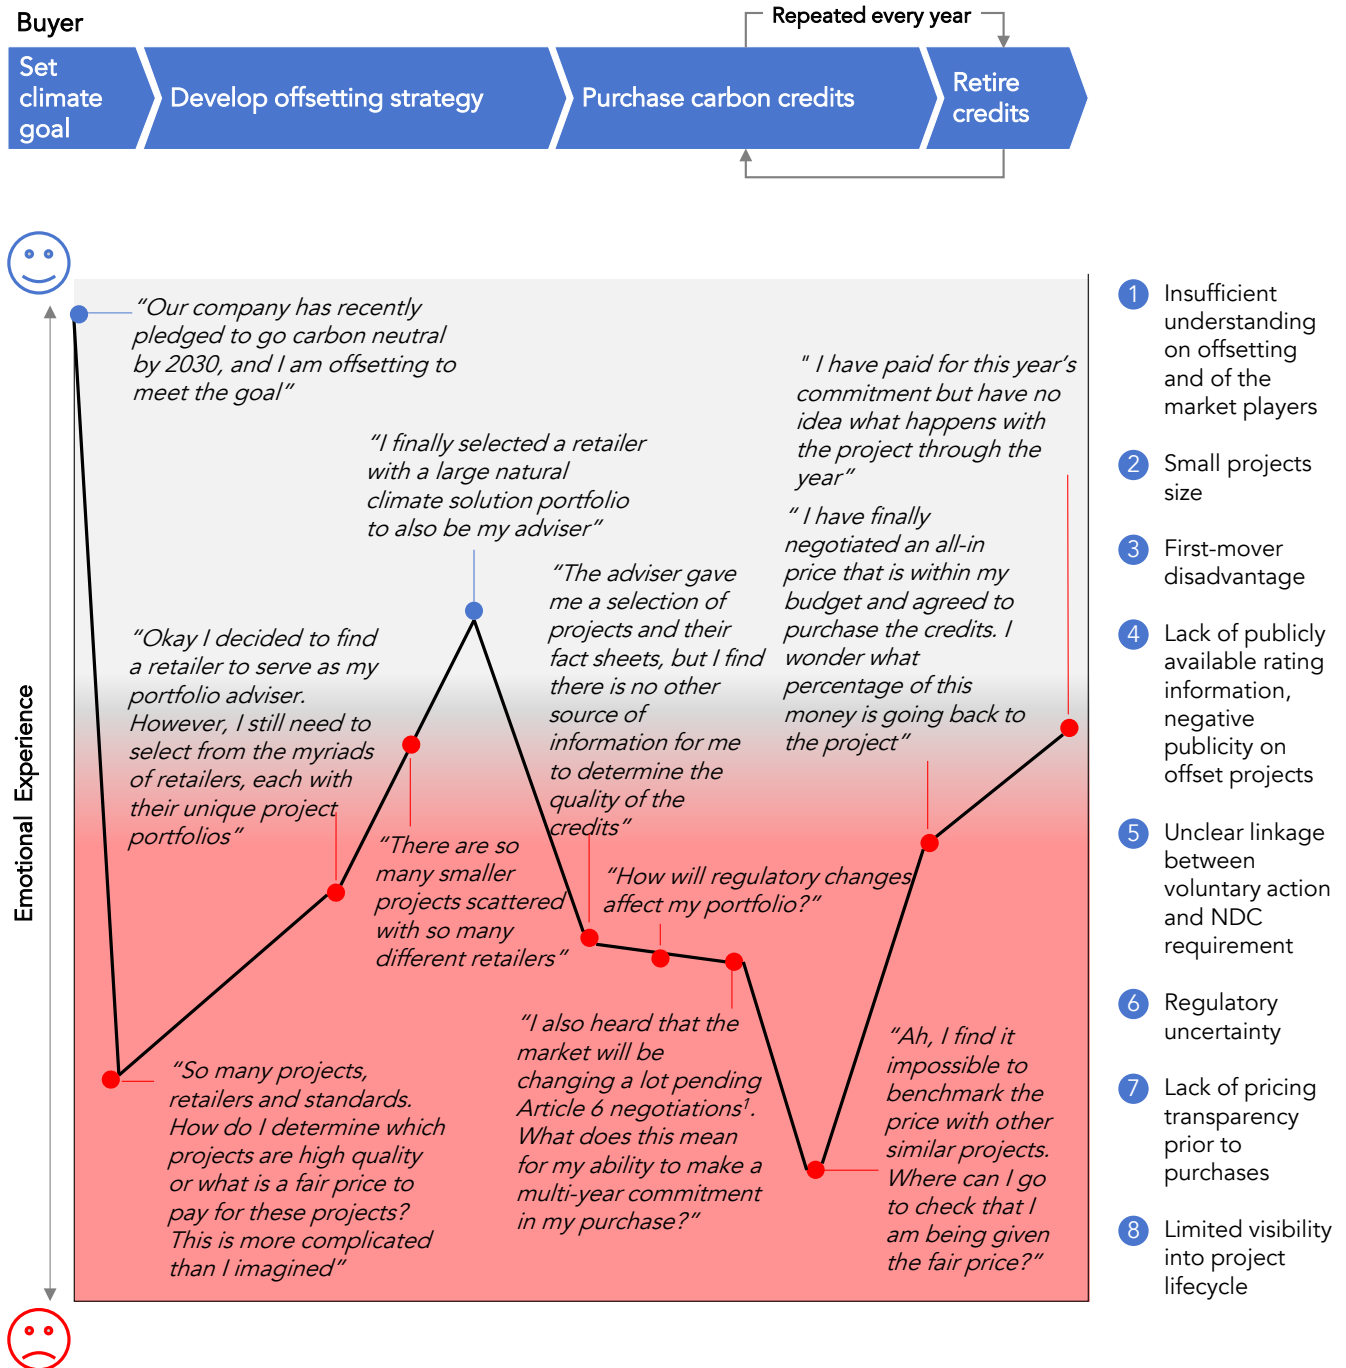 Buyer
Repeated every year
Set
climate
goal
Develop offsetting strategy
Purchase carbon credits
Retire
credits
Emotional Experience
“Our company has recently
pledged to go carbon neutral
by 2030, and I am offsetting to
meet the goal”
“I finally selected a retailer
with a large natural
climate solution portfolio
to also be my adviser”
" I have paid for this year’s
commitment but have no
idea what happens with
the project through the
year”
“ I have finally
negotiated an all-in
price that is within my
budget and agreed to
purchase the credits. I
wonder what
percentage of this
money is going back to
the project”
“The adviser gave
me a selection of
projects and their
fact sheets, but I find
there is no other
source of
information for me
to determine the
quality of the
credits”
“Okay I decided to find
a retailer to serve as my
portfolio adviser.
However, I still need to
select from the myriads
of retailers, each with
their unique project
portfolios”
“There are so
many smaller
projects scattered
with so many
different retailers”
“How will regulatory changes
affect my portfolio?”
“So many projects,
retailers and standards.
How do I determine which
projects are high quality
or what is a fair price to
pay for these projects?
This is more complicated
than I imagined”
“I also heard that the
market will be
changing a lot pending
Article 6 negotiations¹.
What does this mean
for my ability to make a
multi-year commitment
in my purchase?”
“Ah, I find it
impossible to
benchmark the
price with other
similar projects.
Where can I go
to check that I
am being given
the fair price?”
1 Insufficient
understanding
on offsetting
and of the
market players
2 Small projects
size
3 First-mover
disadvantage
4 Lack of publicly
available rating
information,
negative
publicity on
offset projects
5 Unclear linkage
between
voluntary action
and NDC
requirement
6 Regulatory
uncertainty
7 Lack of pricing
transparency
prior to
purchases
8 Limited visibility
into project
lifecycle